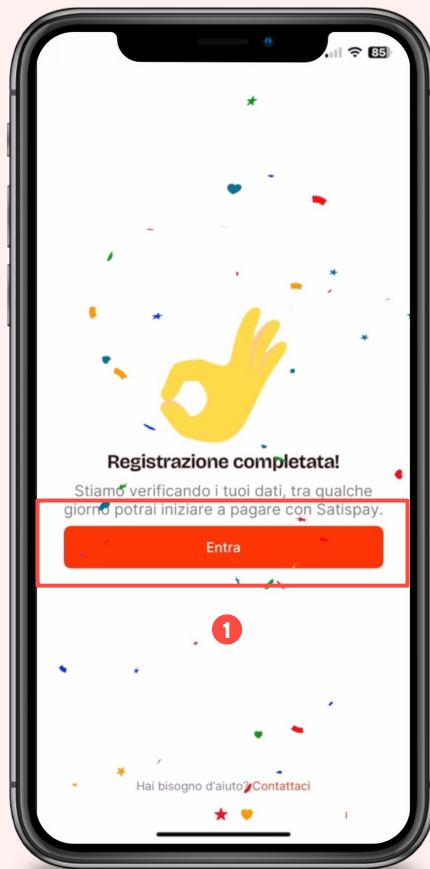 85
Registrazione completata!
Stiamo verificando i tuoi dati, tra qualche
giorno potrai iniziare a pagare con Satispay.
Entra
1
Hai bisogno d'aiuto? Contattaci